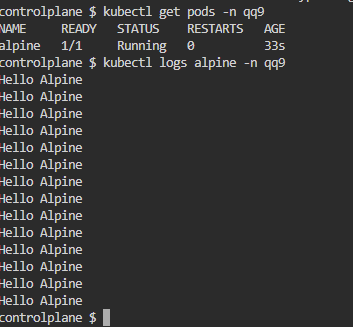 controlplane $ kubectl get pods -n qq9
NAME     READY   STATUS    RESTARTS   AGE
alpine   1/1     Running   0          33s
controlplane $ kubectl logs alpine -n qq9
Hello Alpine
Hello Alpine
Hello Alpine
Hello Alpine
Hello Alpine
Hello Alpine
Hello Alpine
Hello Alpine
Hello Alpine
Hello Alpine
Hello Alpine
Hello Alpine
Hello Alpine
Hello Alpine
controlplane $